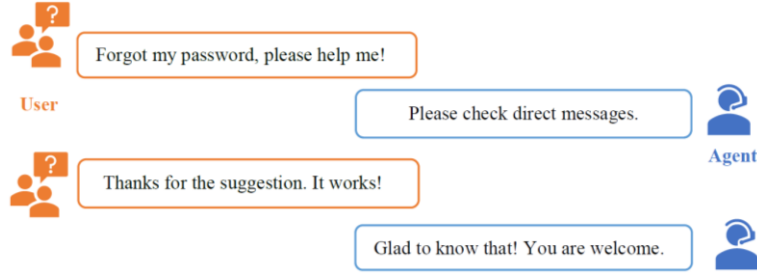 ?
Forgot my password, please help me!
User
Please check direct messages.
Agent
?
Thanks for the suggestion. It works!
Glad to know that! You are welcome.